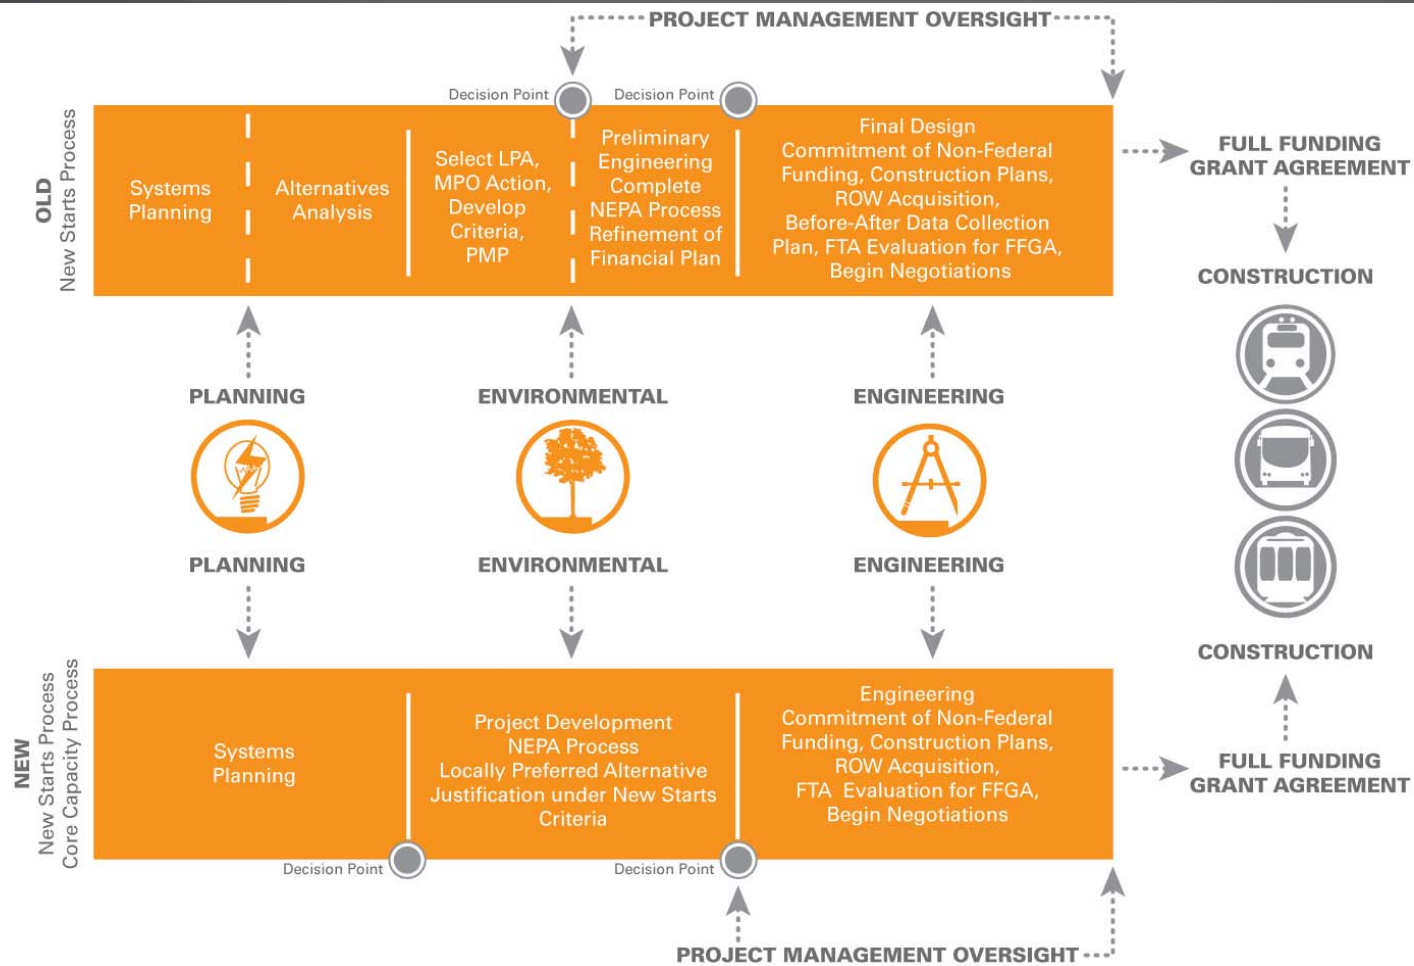 PROJECT MANAGEMENT OVERSIGHT
Decision Point
Decision Point
OLD
New Starts Process
Systems
Planning
Alternatives
Analysis
Select LPA,
MPO Action,
Develop
Criteria,
PMP
Preliminary
Engineering
Complete
NEPA Process
Refinement of
Financial Plan
Final Design
Commitment of Non-Federal
Funding, Construction Plans,
ROW Acquisition,
Before-After Data Collection
Plan, FTA Evaluation for FFGA,
Begin Negotiations
FULL FUNDING
GRANT AGREEMENT
CONSTRUCTION
PLANNING
ENVIRONMENTAL
ENGINEERING
PLANNING
ENVIRONMENTAL
ENGINEERING
CONSTRUCTION
NEW
New Starts Process
Core Capacity Process
Systems
Planning
Project Development
NEPA Process
Locally Preferred Alternative
Justification under New Starts
Criteria
Engineering
Commitment of Non-Federal
Funding, Construction Plans,
ROW Acquisition,
FTA Evaluation for FFGA,
Begin Negotiations
FULL FUNDING
GRANT AGREEMENT
Decision Point
Decision Point
PROJECT MANAGEMENT OVERSIGHT